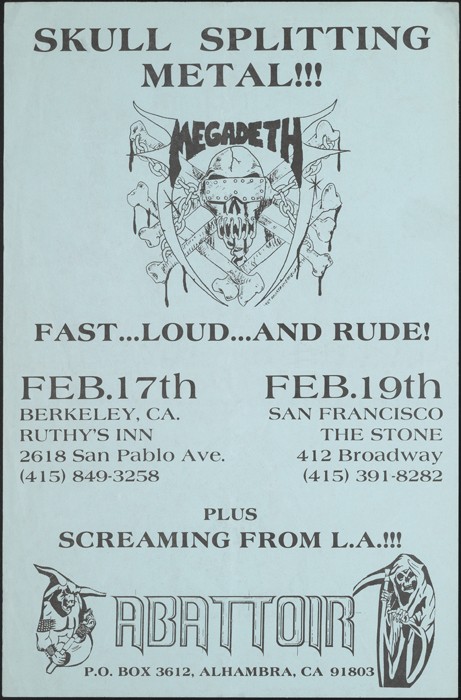 SKULL SPLITTING
METAL!!!
MEGADETH
FAST...LOUD...AND RUDE!
FEB.17th
BERKELEY, CA.
RUTHY'S INN
2618 San Pablo Ave.
(415) 849-3258
FEB.19th
SAN FRANCISCO
THE STONE
412 Broadway
(415) 391-8282
PLUS
SCREAMING FROM L.A.!!!
ABATTOIR
P.O. BOX 3612, ALHAMBRA, CA 91803